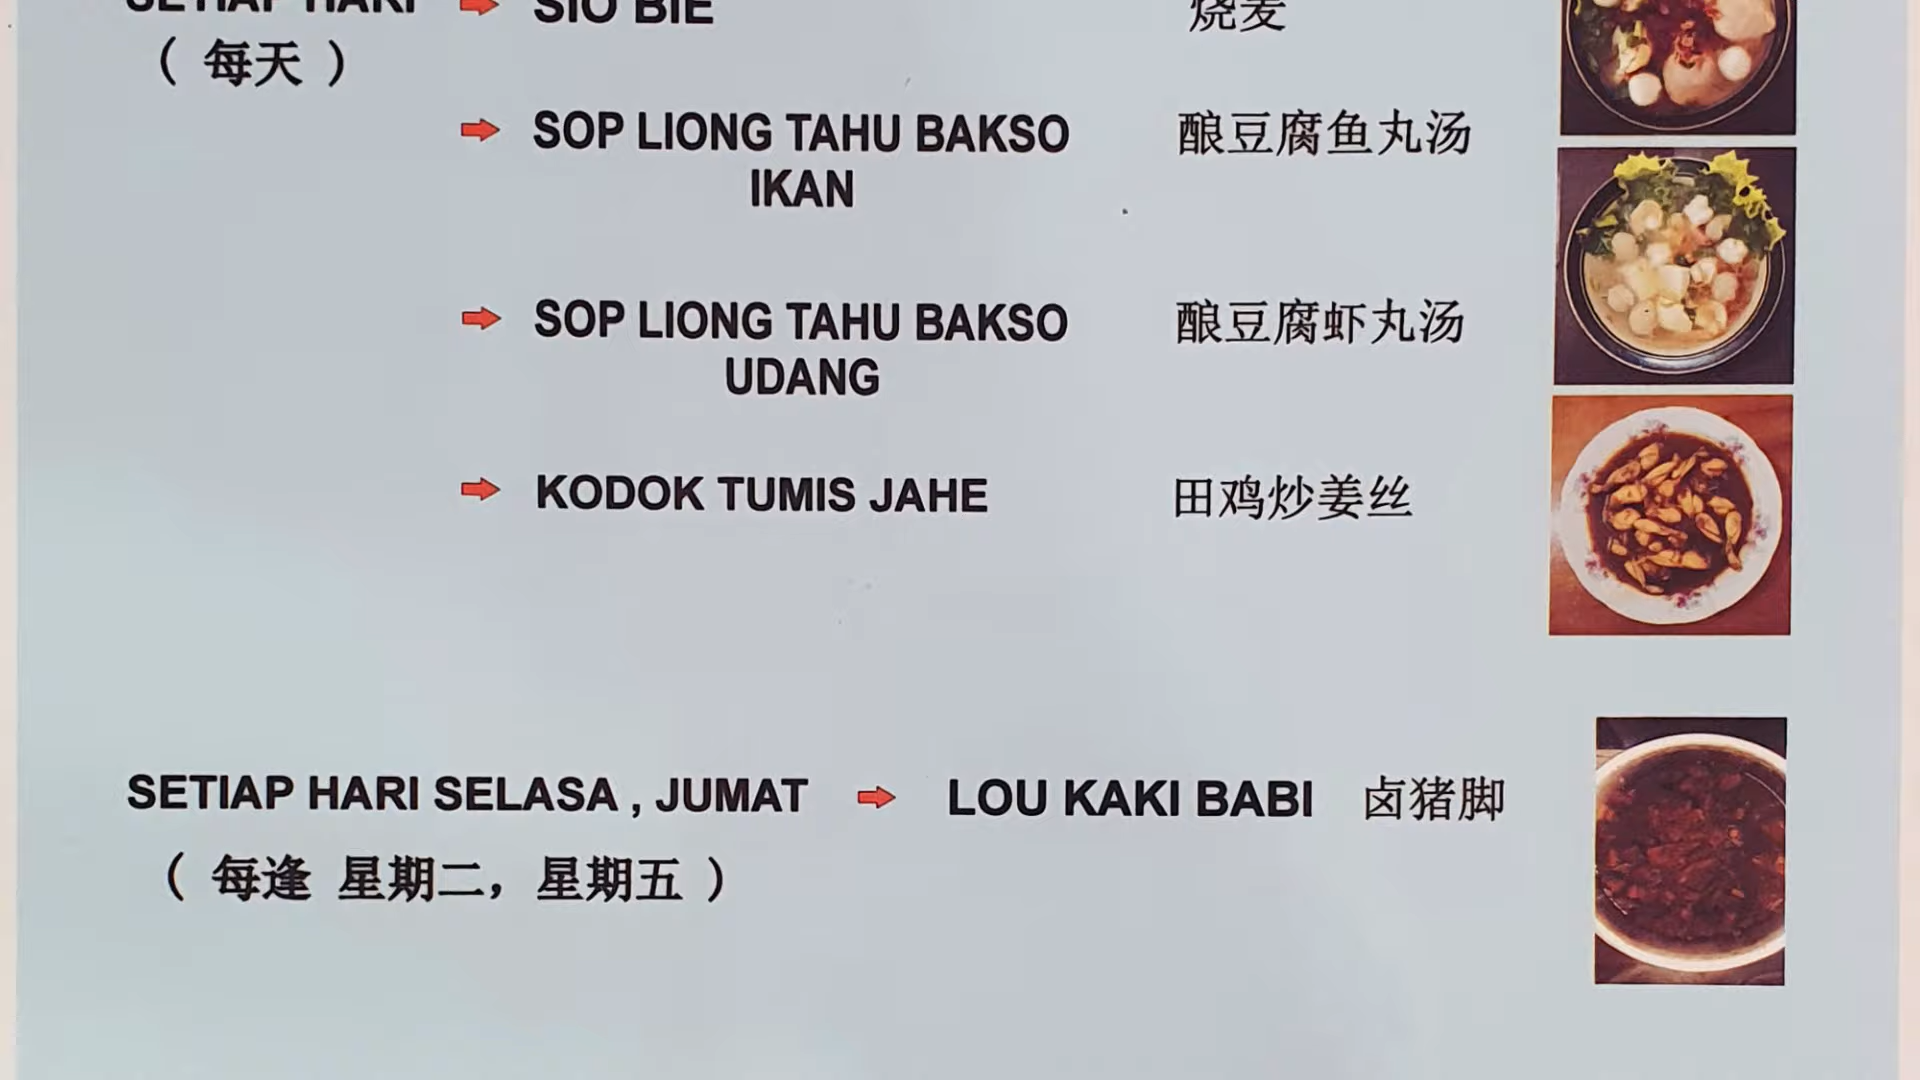 SETIAP HARI SIO BIE 烧麦
( 每天 )
SOP LIONG TAHU BAKSO 酿豆腐鱼丸汤
IKAN
SOP LIONG TAHU BAKSO 酿豆腐虾丸汤
UDANG
KODOK TUMIS JAHE 田鸡炒姜丝
SETIAP HARI SELASA , JUMAT LOU KAKI BABI 卤猪脚
( 每逢 星期二，星期五 )